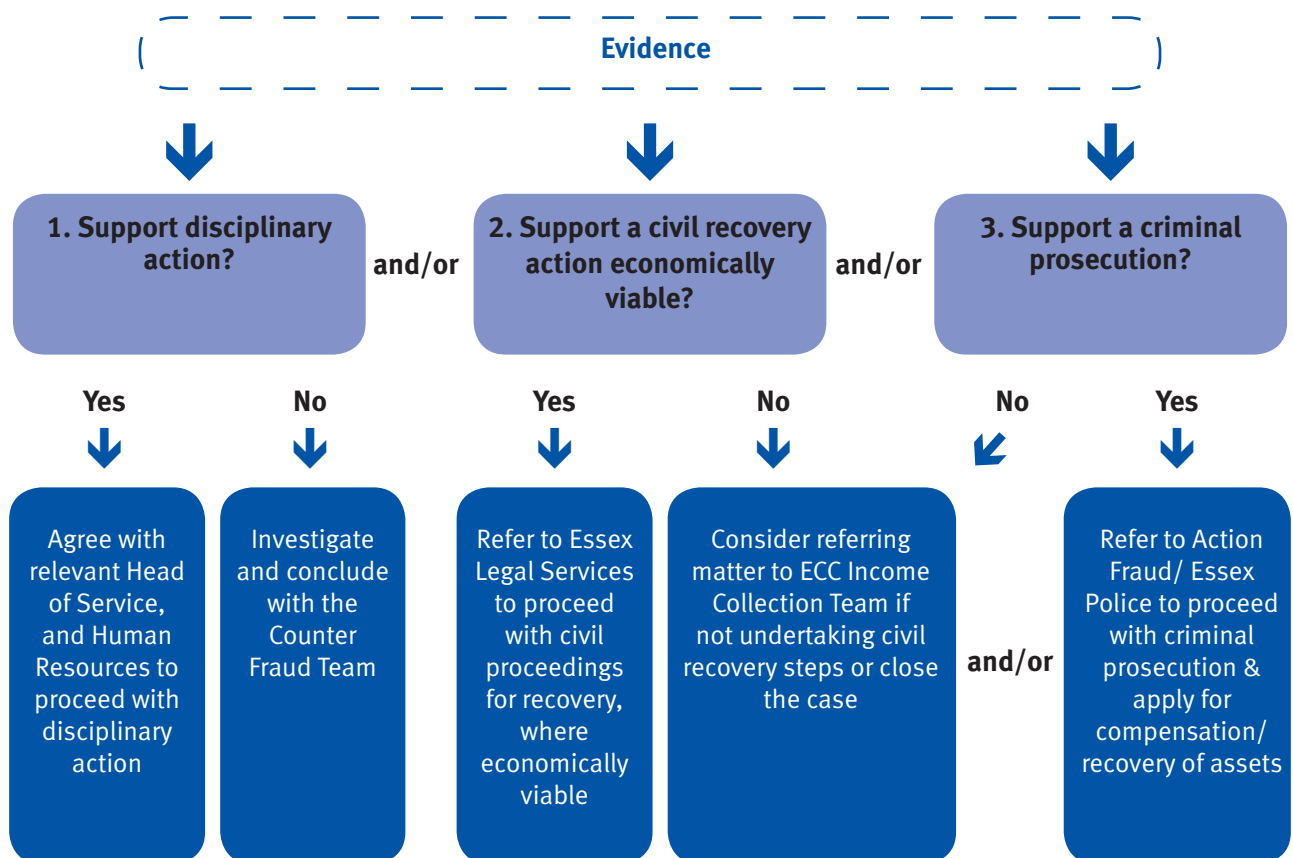 Evidence
1. Support disciplinary
action?
and/or
2. Support a civil recovery
action economically
viable?
and/or
3. Support a criminal
prosecution?
Yes
No
Yes
No
No
Yes
Agree with
relevant Head
of Service,
and Human
Resources to
proceed with
disciplinary
action
Investigate
and conclude
with the
Counter
Fraud Team
Refer to Essex
Legal Services
to proceed
with civil
proceedings
for recovery,
where
economically
viable
Consider referring
matter to ECC Income
Collection Team if
not undertaking civil
recovery steps or close
the case
and/or
Refer to Action
Fraud/ Essex
Police to proceed
with criminal
prosecution &
apply for
compensation/
recovery of assets